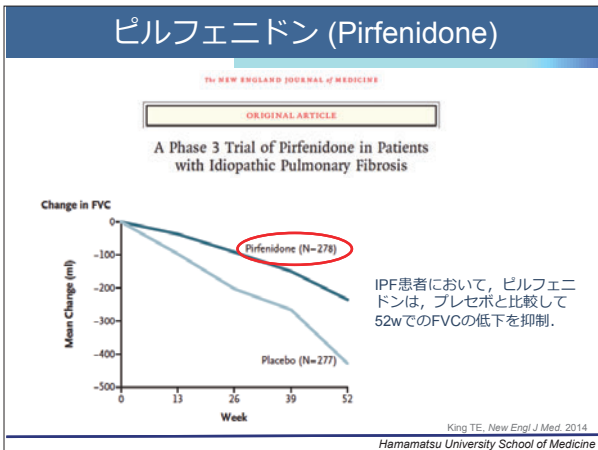 ピルフェニドン (Pirfenidone)
The NEW ENGLAND JOURNAL of MEDICINE
ORIGINAL ARTICLE
A Phase 3 Trial of Pirfenidone in Patients
with Idiopathic Pulmonary Fibrosis
Change in FVC
Mean Change (ml)
0
-100
-200
-300
-400
-500
Pirfenidone (N=278)
Placebo (N=277)
0 13 26 39 52
Week
IPF患者において，ピルフェニ
ドンは，プレセボと比較して
52wでのFVCの低下を抑制．
King TE, New Engl J Med. 2014
Hamamatsu University School of Medicine